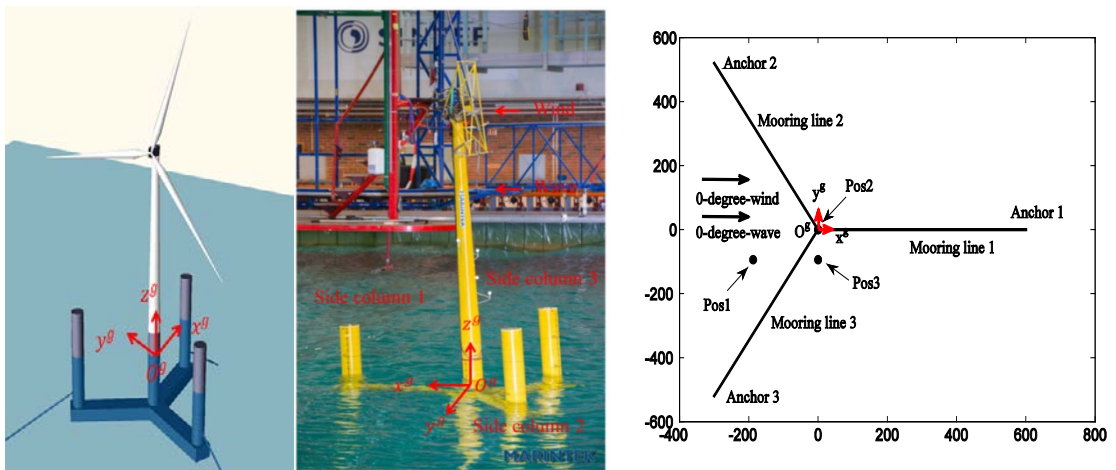 z^g
y^g
x^g
O^g
Wind
Side column 3
Side column 1
z^g
x^g
y^g
Side column 2
MARINTEK
600
400
200
0
-200
-400
-600
-400
-200
0
200
400
600
800
Anchor 2
Mooring line 2
y^g
Pos2
0-degree-wind
0-degree-wave
O^g
x^g
Anchor 1
Mooring line 1
Pos1
Pos3
Mooring line 3
Anchor 3